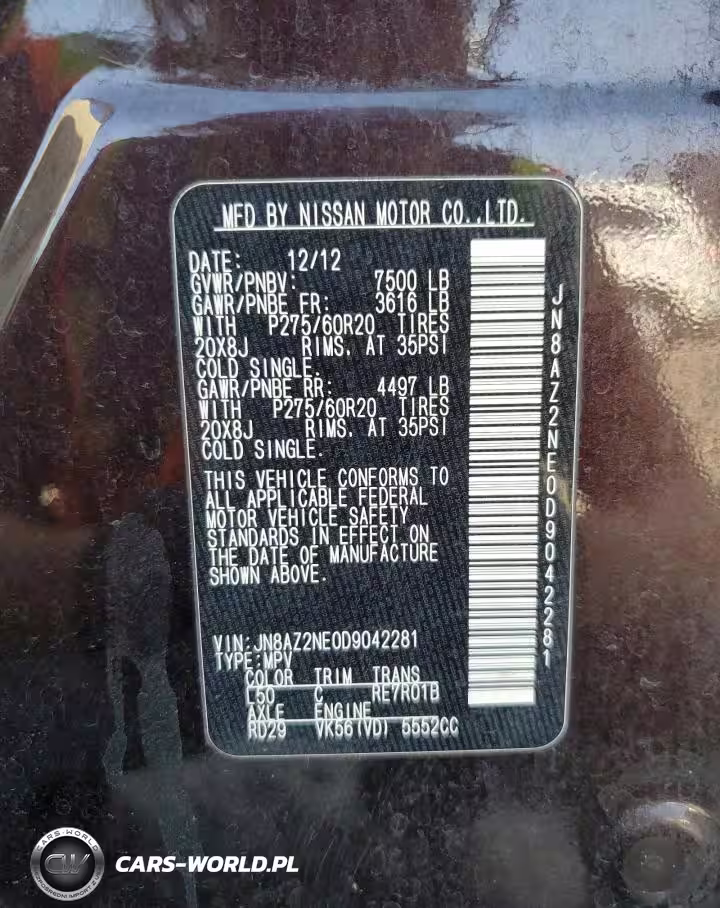 MFD BY NISSAN MOTOR CO.,LTD.
DATE: 12/12
GVWR/PNBV: 7500 LB
GAWR/PNBE FR: 3616 LB
WITH P275/60R20 TIRES
20X8J RIMS, AT 35PSI
COLD SINGLE.
GAWR/PNBE RR: 4497 LB
WITH P275/60R20 TIRES
20X8J RIMS, AT 35PSI
COLD SINGLE.
THIS VEHICLE CONFORMS TO
ALL APPLICABLE FEDERAL
MOTOR VEHICLE SAFETY
STANDARDS IN EFFECT ON
THE DATE OF MANUFACTURE
SHOWN ABOVE.
VIN:JN8AZ2NE0D9042281
TYPE:MPV
COLOR TRIM TRANS
L50 C RE7R01B
AXLE ENGINE
RD29 VK56(VD) 5552CC
JN8AZ2NE0D9042281
CARS-WORLD
CW
CARS-WORLD.PL